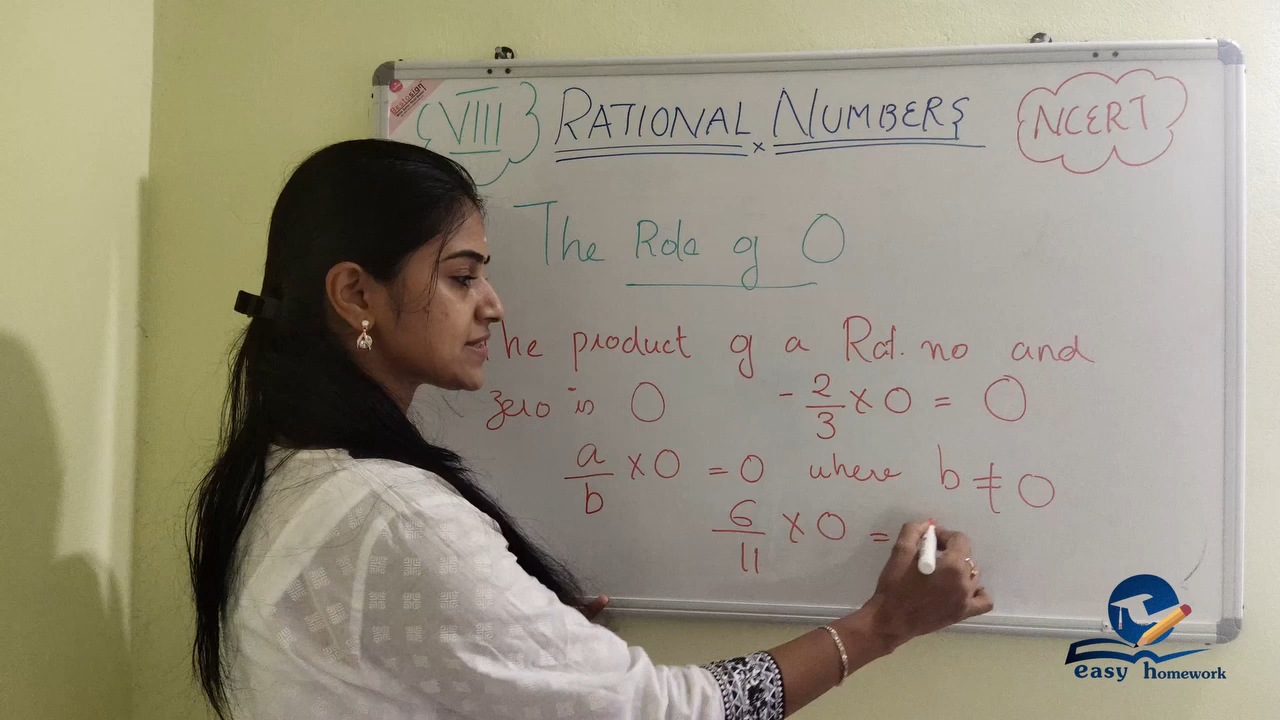 VIII RATIONAL NUMBERS NCERT
The Role of 0
he product of a Rat. no and
zero is 0 - 2/3 × 0 = 0
a/b × 0 = 0 where b ≠ 0
6/11 × 0 =
easy homework